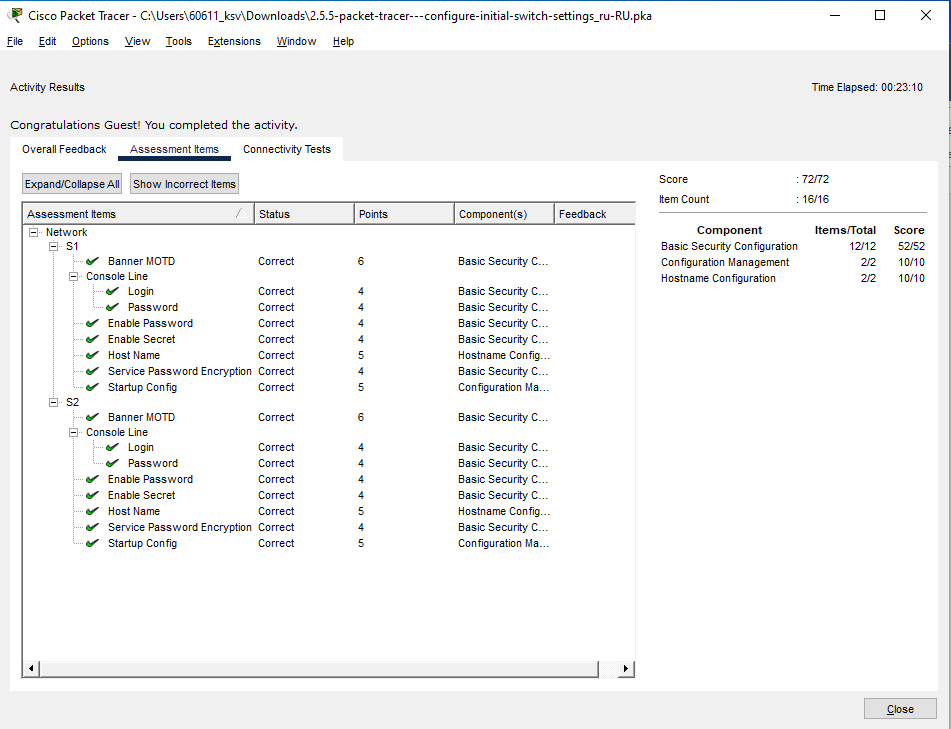 Cisco Packet Tracer - C:\Users\60611_ksv\Downloads\2.5.5-packet-tracer---configure-initial-switch-settings_ru-RU.pka
File Edit Options View Tools Extensions Window Help
Activity Results Time Elapsed: 00:23:10
Congratulations Guest! You completed the activity.
Overall Feedback Assessment Items Connectivity Tests
Expand/Collapse All Show Incorrect Items
Assessment Items Status Points Component(s) Feedback
Network
S1
Banner MOTD Correct 6 Basic Security C...
Console Line
Login Correct 4 Basic Security C...
Password Correct 4 Basic Security C...
Enable Password Correct 4 Basic Security C...
Enable Secret Correct 4 Basic Security C...
Host Name Correct 5 Hostname Config...
Service Password Encryption Correct 4 Basic Security C...
Startup Config Correct 5 Configuration Ma...
S2
Banner MOTD Correct 6 Basic Security C...
Console Line
Login Correct 4 Basic Security C...
Password Correct 4 Basic Security C...
Enable Password Correct 4 Basic Security C...
Enable Secret Correct 4 Basic Security C...
Host Name Correct 5 Hostname Config...
Service Password Encryption Correct 4 Basic Security C...
Startup Config Correct 5 Configuration Ma...
Score : 72/72
Item Count : 16/16
Component Items/Total Score
Basic Security Configuration 12/12 52/52
Configuration Management 2/2 10/10
Hostname Configuration 2/2 10/10
Close